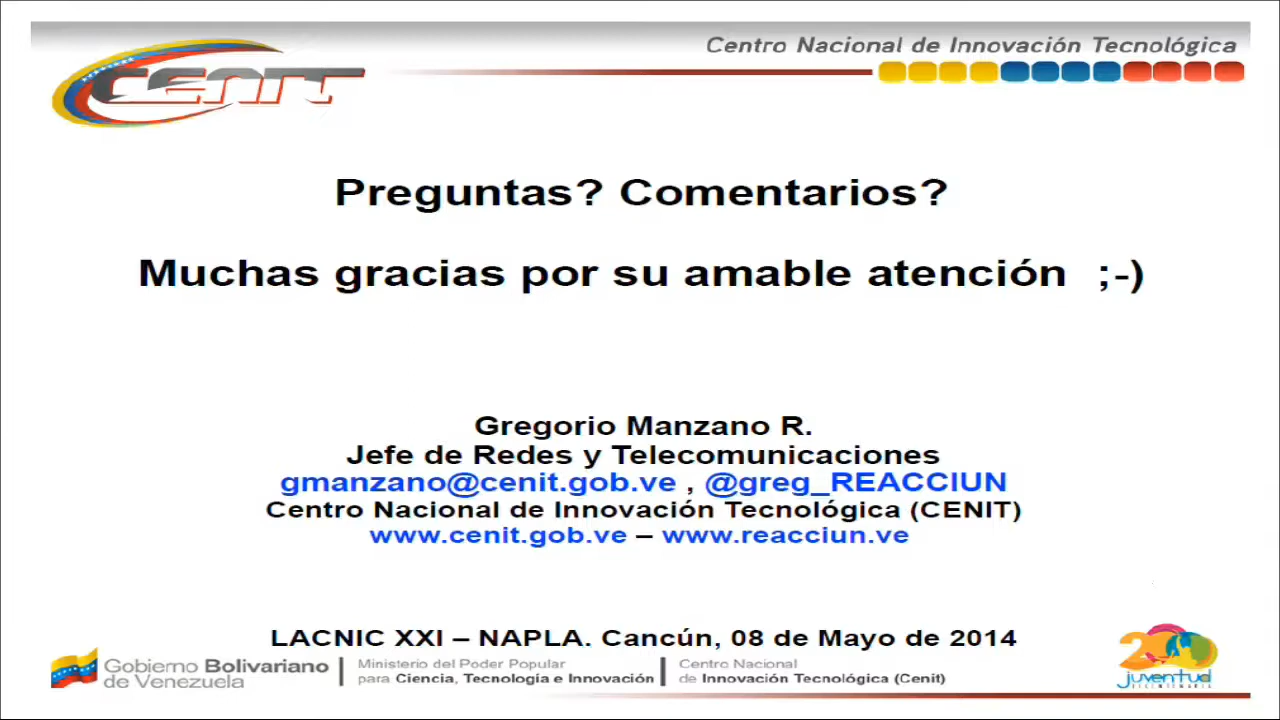 Centro Nacional de Innovación Tecnológica
CENIT
Preguntas? Comentarios?
Muchas gracias por su amable atención ;-)
Gregorio Manzano R.
Jefe de Redes y Telecomunicaciones
gmanzano@cenit.gob.ve , @greg_REACCIUN
Centro Nacional de Innovación Tecnológica (CENIT)
www.cenit.gob.ve – www.reacciun.ve
LACNIC XXI – NAPLA. Cancún, 08 de Mayo de 2014
Gobierno Bolivariano
de Venezuela
Ministerio del Poder Popular
para Ciencia, Tecnología e Innovación
Centro Nacional
de Innovación Tecnológica (Cenit)
200
juventud